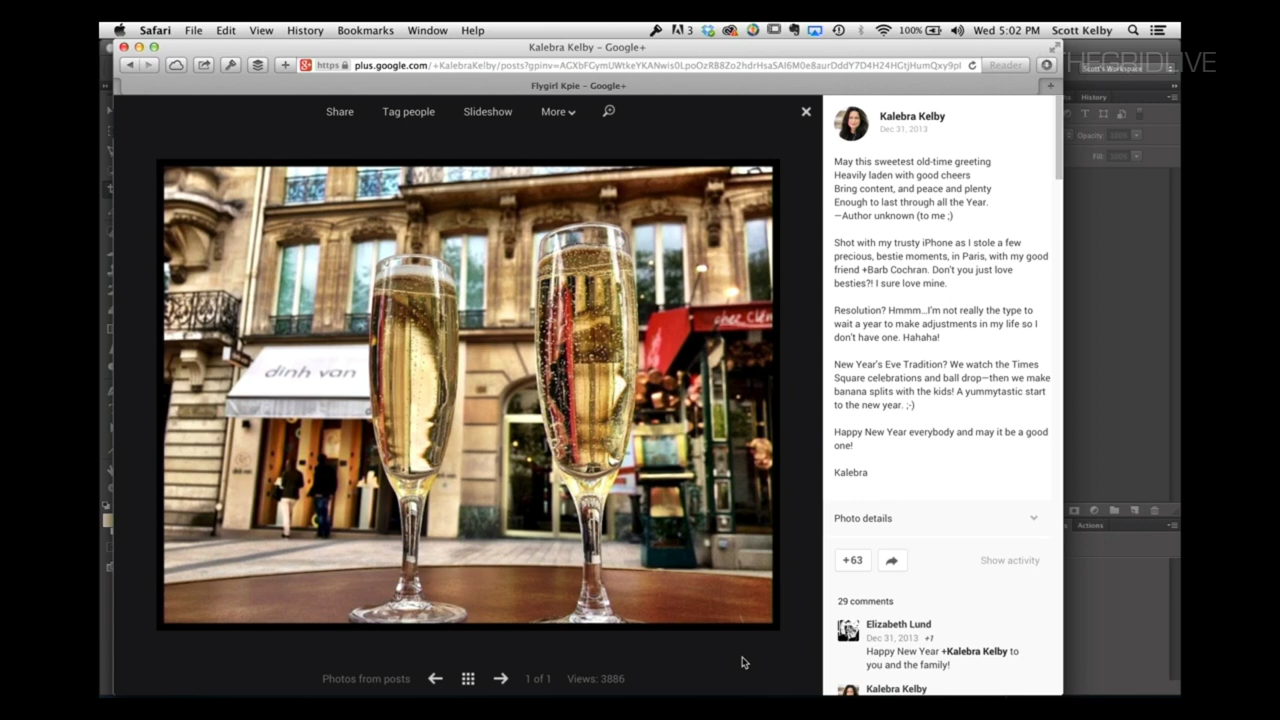 Safari File Edit View History Bookmarks Window Help 3 100% Wed 5:02 PM Scott Kelby
Kalebra Kelby – Google+
THEGRIDLIVE
https plus.google.com Reader
Scott's Workspace
Flygirl Kpie – Google+
History
Share Tag people Slideshow More
Opacity: 100%
Fill: 100%
Kalebra Kelby
Dec 31, 2013
May this sweetest old-time greeting
Heavily laden with good cheers
Bring content, and peace and plenty
Enough to last through all the Year.
—Author unknown (to me ;)
Shot with my trusty iPhone as I stole a few
precious, bestie moments, in Paris, with my good
friend +Barb Cochran. Don't you just love
besties?! I sure love mine.
Resolution? Hmmm...I'm not really the type to
wait a year to make adjustments in my life so I
don't have one. Hahaha!
New Year's Eve Tradition? We watch the Times
Square celebrations and ball drop—then we make
banana splits with the kids! A yummytastic start
to the new year. ;-)
Happy New Year everybody and may it be a good
one!
Kalebra
chez Clém
dinh van
Photo details
Actions
+63 Show activity
29 comments
Elizabeth Lund
Dec 31, 2013 +1
Happy New Year +Kalebra Kelby to
you and the family!
Kalebra Kelby
Photos from posts 1 of 1 Views: 3886